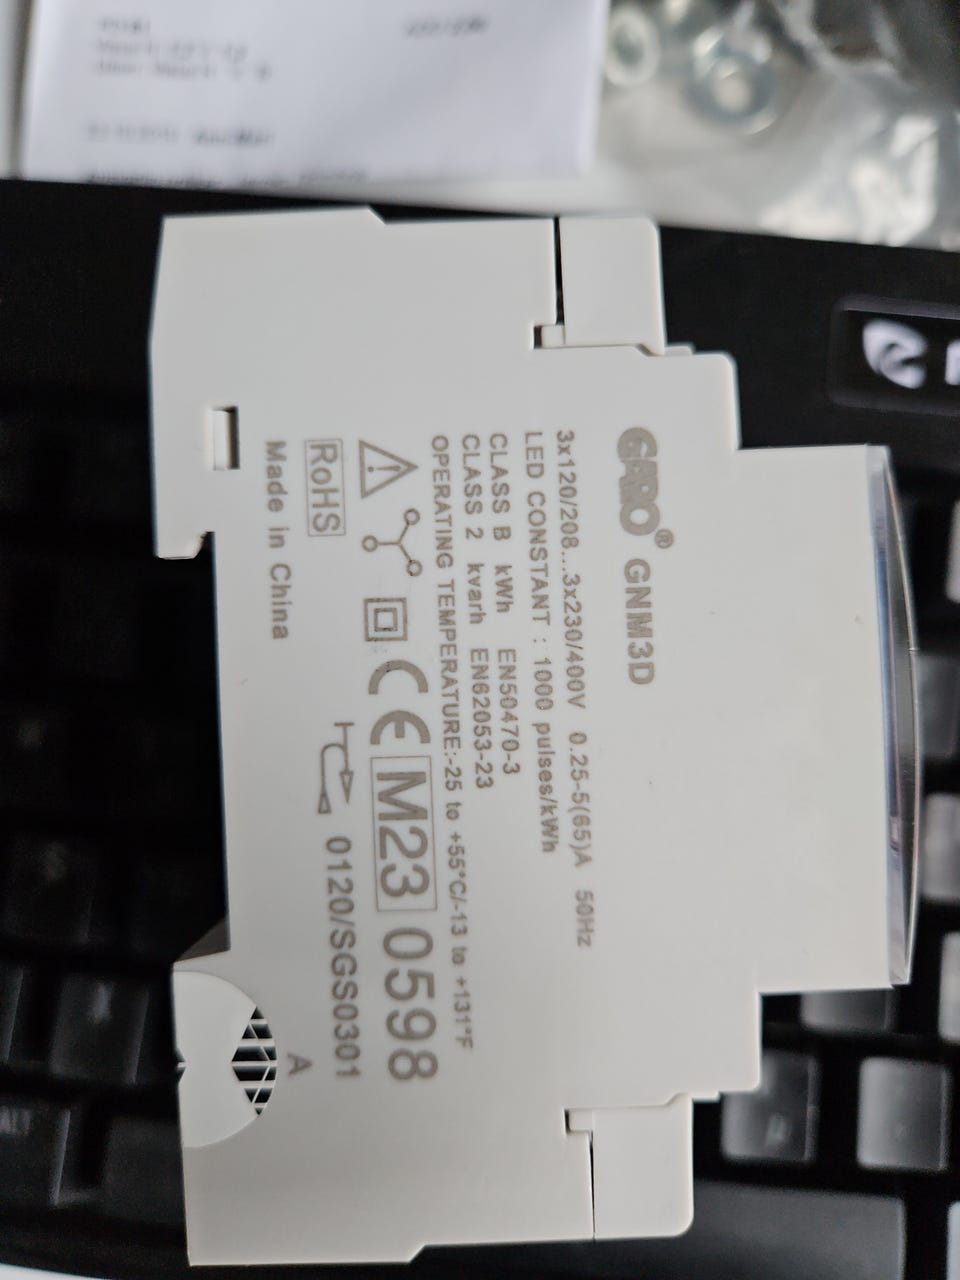 GARO® GNM3D
3x120/208...3x230/400V 0.25-5(65)A 50Hz
LED CONSTANT : 1000 pulses/kWh
CLASS B kWh EN50470-3
CLASS 2 kvarh EN62053-23
OPERATING TEMPERATURE:-25 to +55°C/-13 to +131°F
CE M23 0598
RoHS 0120/SGS0301
Made in China A